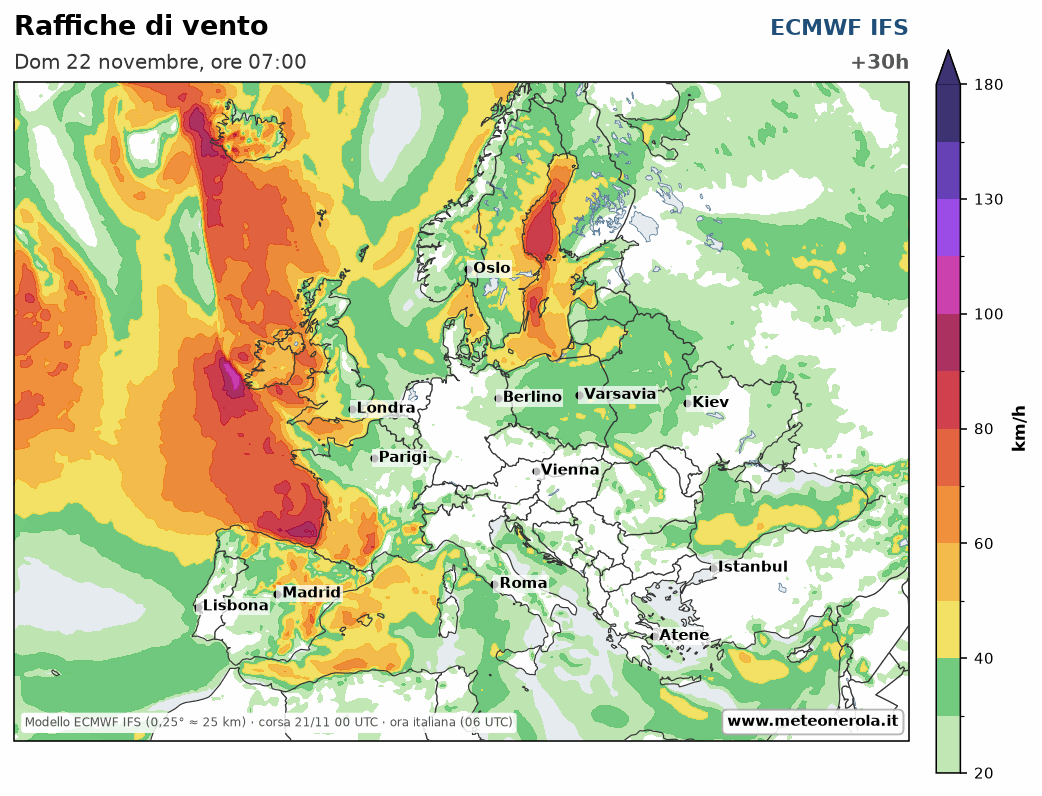 Raffiche di vento
ECMWF IFS
Dom 22 novembre, ore 07:00
+30h
180
130
100
80
60
40
20
km/h
Oslo
Berlino
Varsavia
Kiev
Londra
Parigi
Vienna
Istanbul
Roma
Madrid
Lisbona
Atene
Modello ECMWF IFS (0,25° ≈ 25 km) · corsa 21/11 00 UTC · ora italiana (06 UTC)
www.meteonerola.it